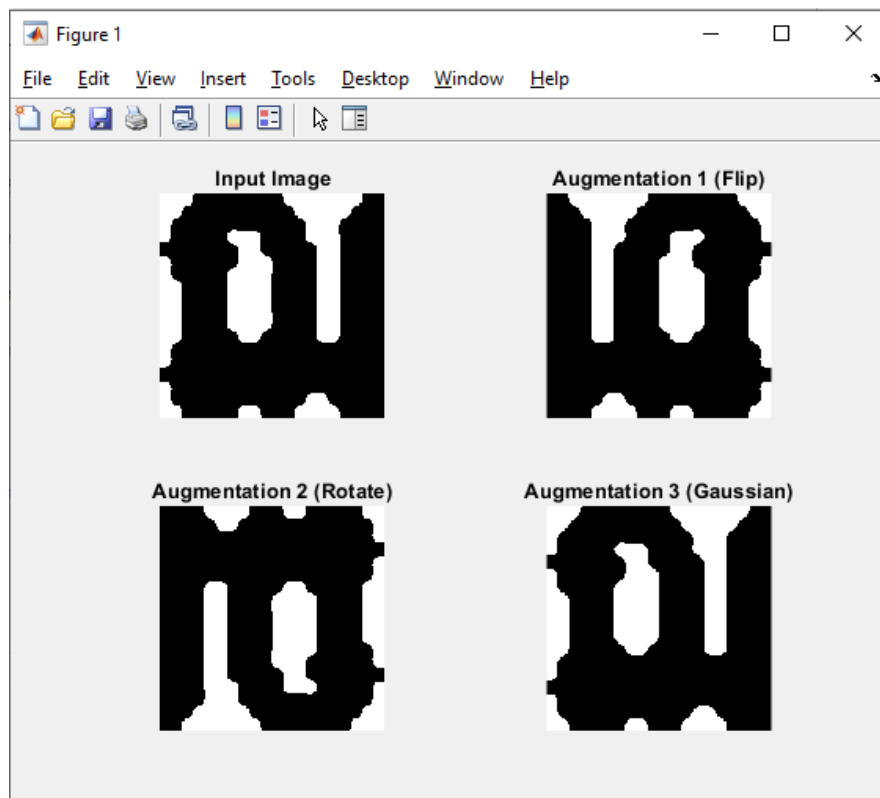 Figure 1
File Edit View Insert Tools Desktop Window Help
Input Image
Augmentation 1 (Flip)
Augmentation 2 (Rotate)
Augmentation 3 (Gaussian)